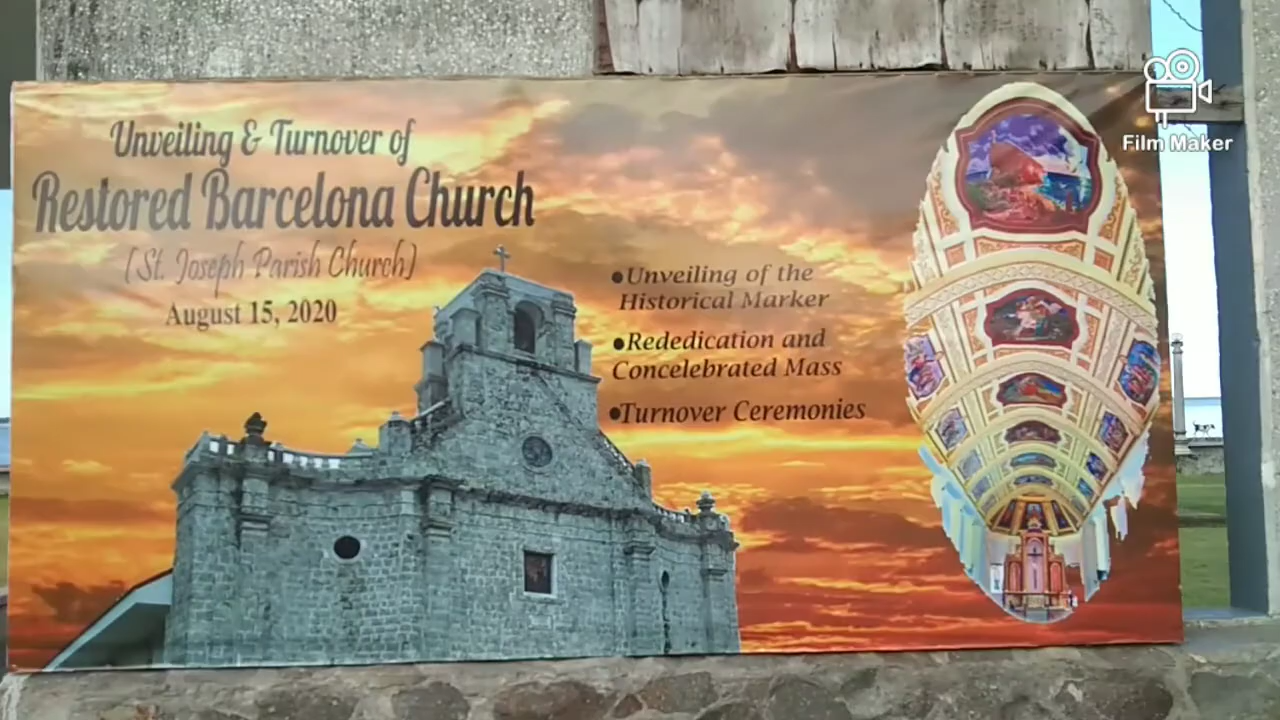 Unveiling & Turnover of
Restored Barcelona Church
(St. Joseph Parish Church)
August 15, 2020
●Unveiling of the
Historical Marker
●Rededication and
Concelebrated Mass
●Turnover Ceremonies
Film Maker